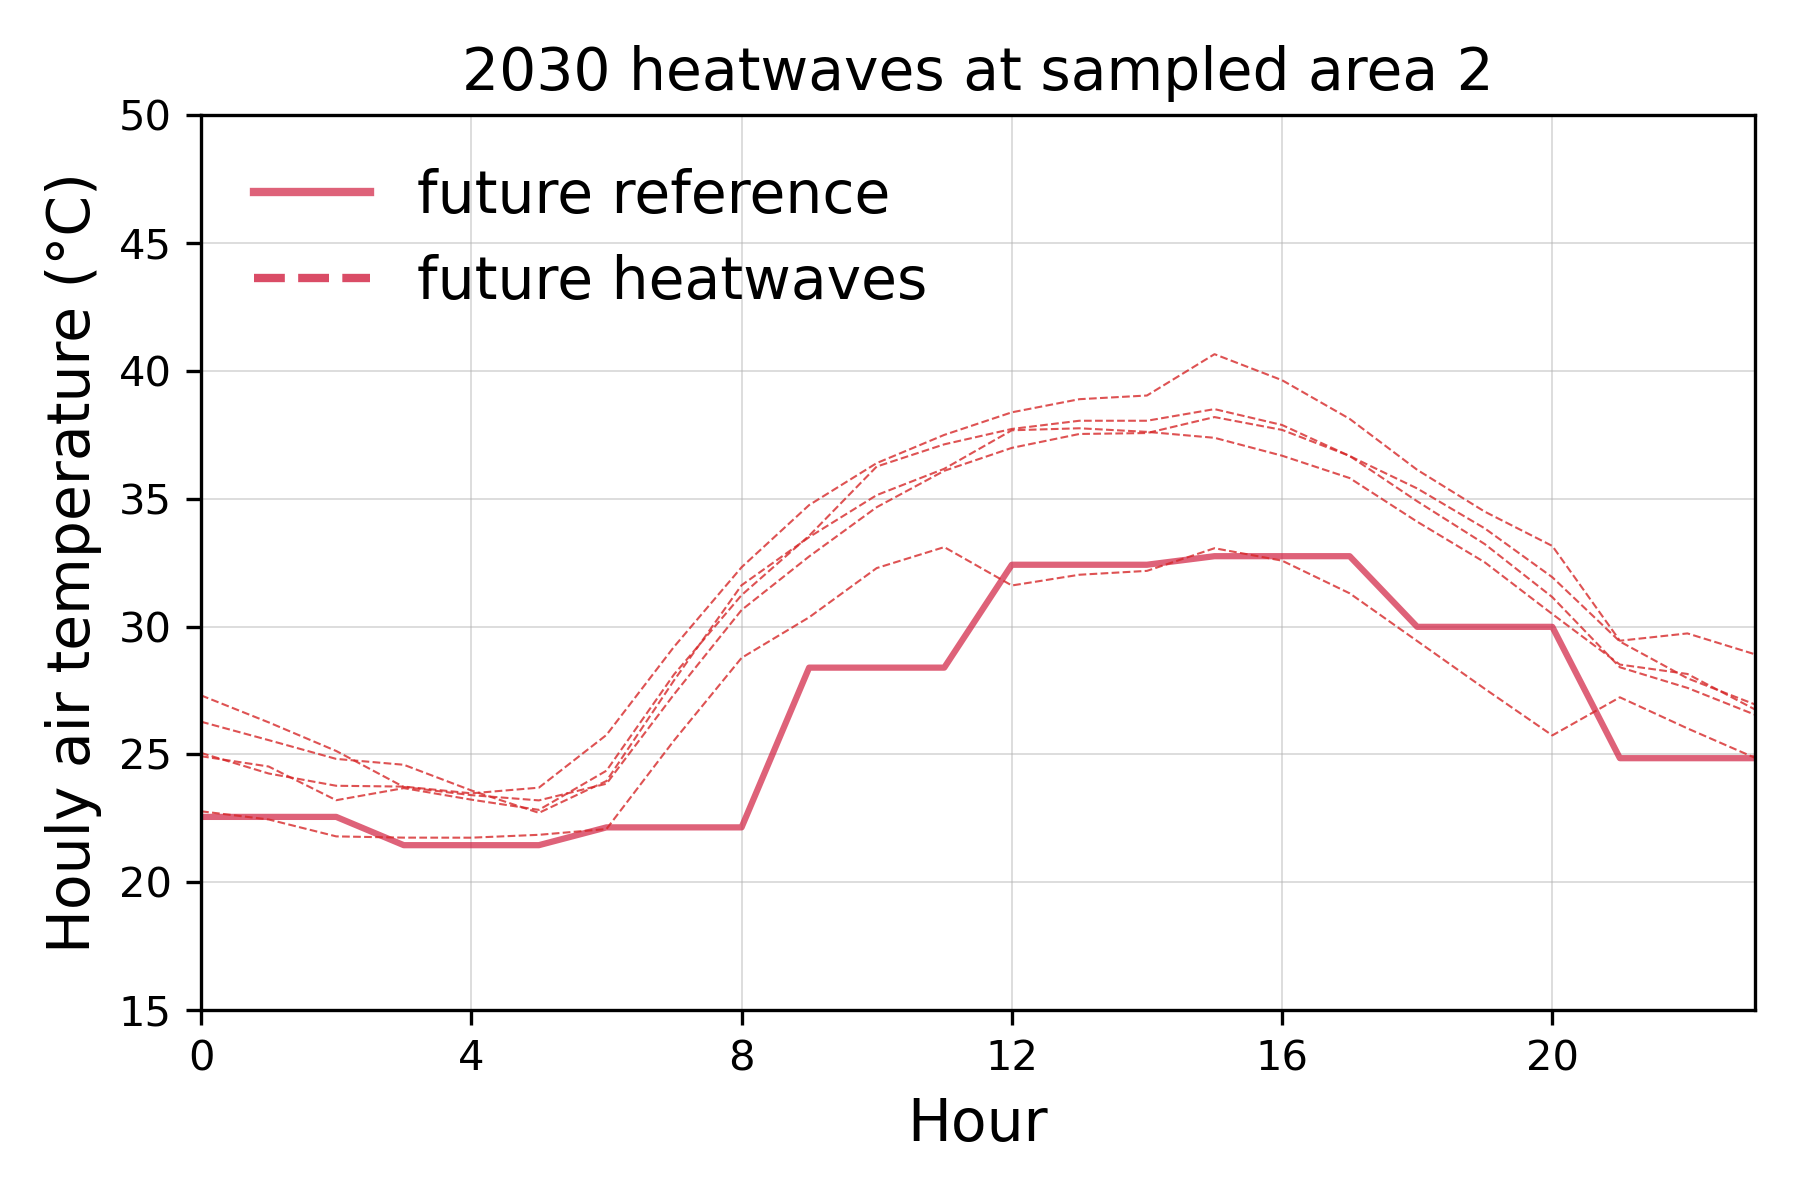 2030 heatwaves at sampled area 2
future reference
future heatwaves
Houly air temperature (°C)
50
45
40
35
30
25
20
15
0 4 8 12 16 20
Hour